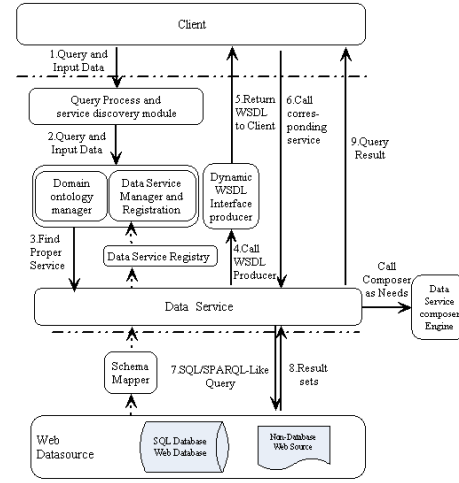 Client
1.Query and
Input Data
Query Process and
service discovery module
2.Query and
Input Data
Domain
ontology
manager
Data Service
Manager and
Registration
3.Find
Proper
Service
Data Service Registry
Dynamic
WSDL
Interface
producer
4.Call
WSDL
Producer
5.Return
WSDL
to Client
6.Call
corres-
ponding
service
9.Query
Result
Data Service
Call
Composer
as Needs
Data
Service
composer
Engine
Schema
Mapper
7.SQL/SPARQL-Like
Query
8.Result
sets
Web
Datasource
SQL Database
Web Database
Non-Database
Web Source